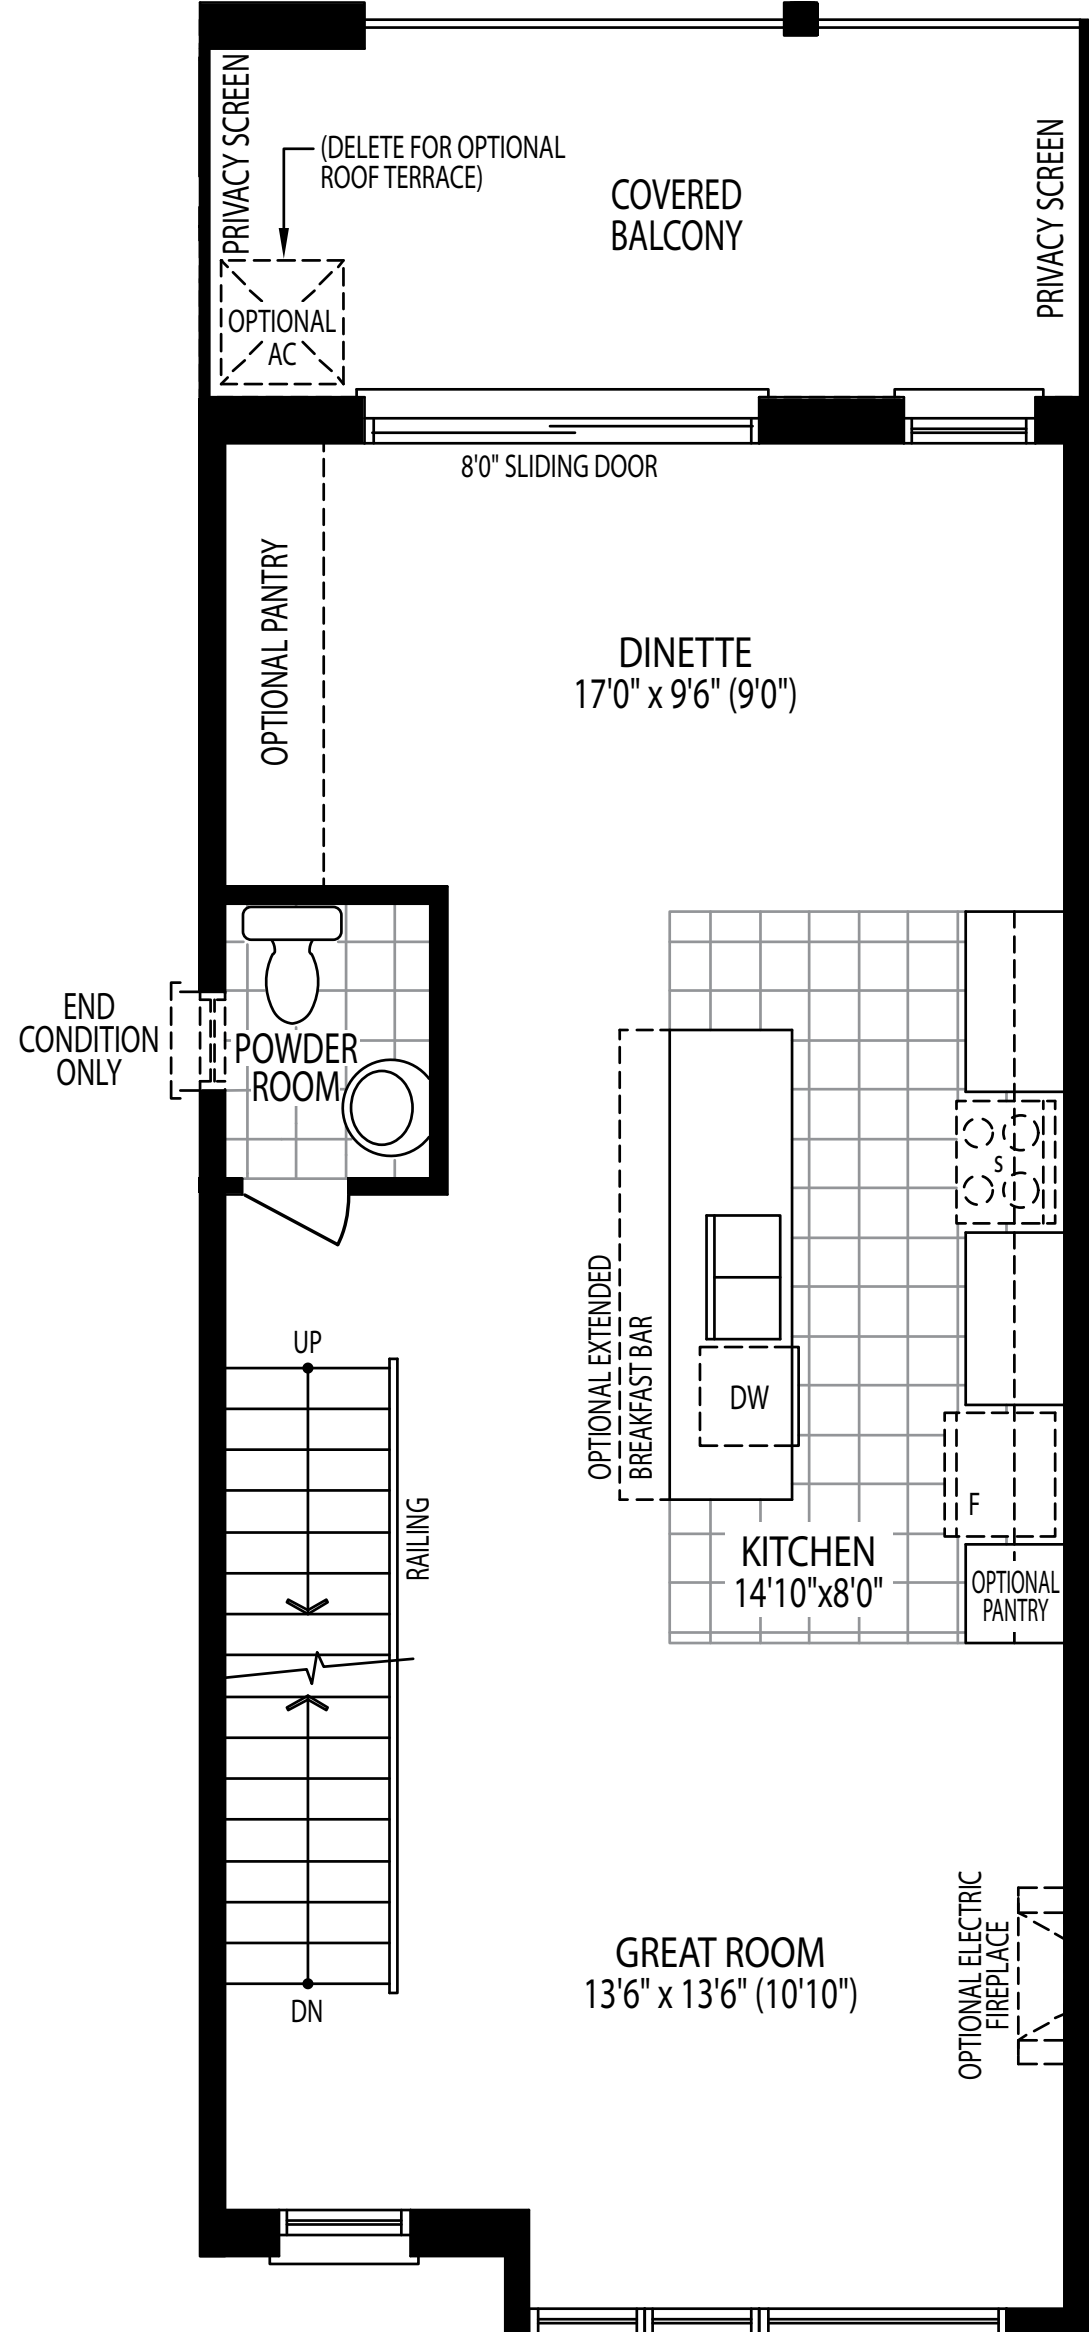 PRIVACY SCREEN
(DELETE FOR OPTIONAL
ROOF TERRACE)
COVERED
BALCONY
PRIVACY SCREEN
OPTIONAL
AC
8'0" SLIDING DOOR
OPTIONAL PANTRY
DINETTE
17'0" x 9'6" (9'0")
END
CONDITION
ONLY
POWDER
ROOM
S
UP
OPTIONAL EXTENDED
BREAKFAST BAR
DW
RAILING
F
KITCHEN
14'10"x8'0"
OPTIONAL
PANTRY
GREAT ROOM
13'6" x 13'6" (10'10")
OPTIONAL ELECTRIC
FIREPLACE
DN